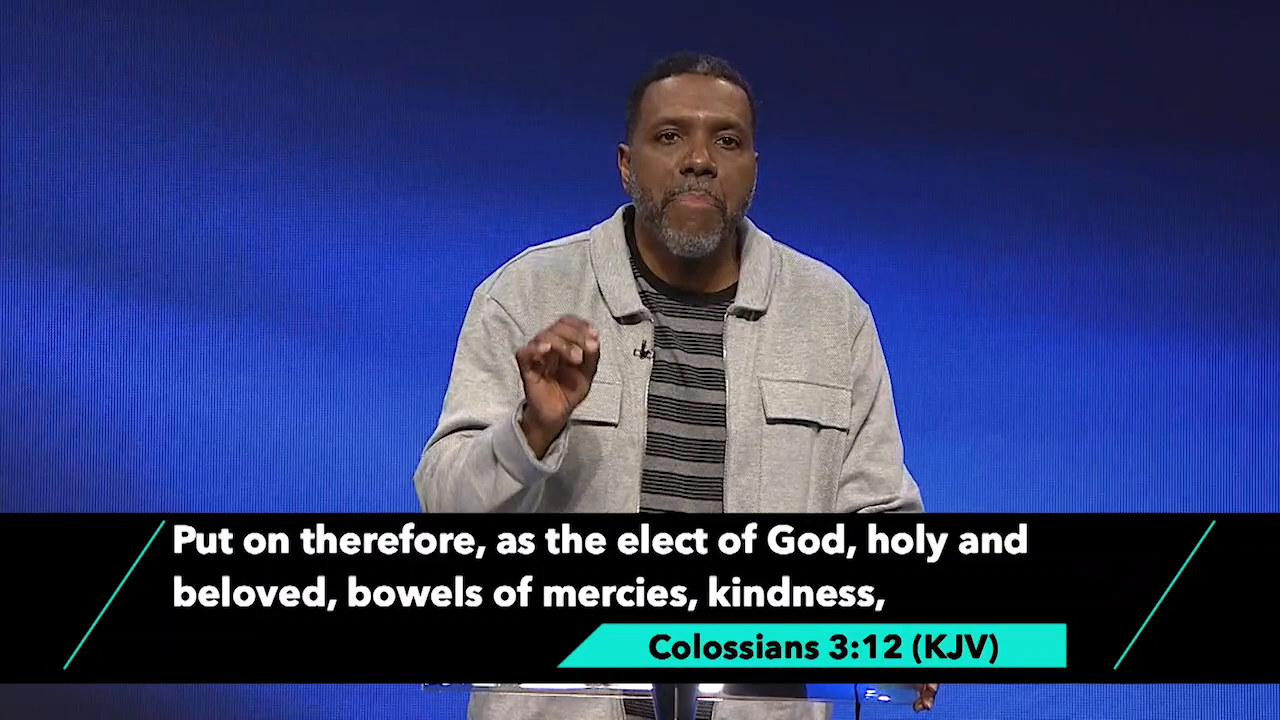 Put on therefore, as the elect of God, holy and
beloved, bowels of mercies, kindness,
Colossians 3:12 (KJV)